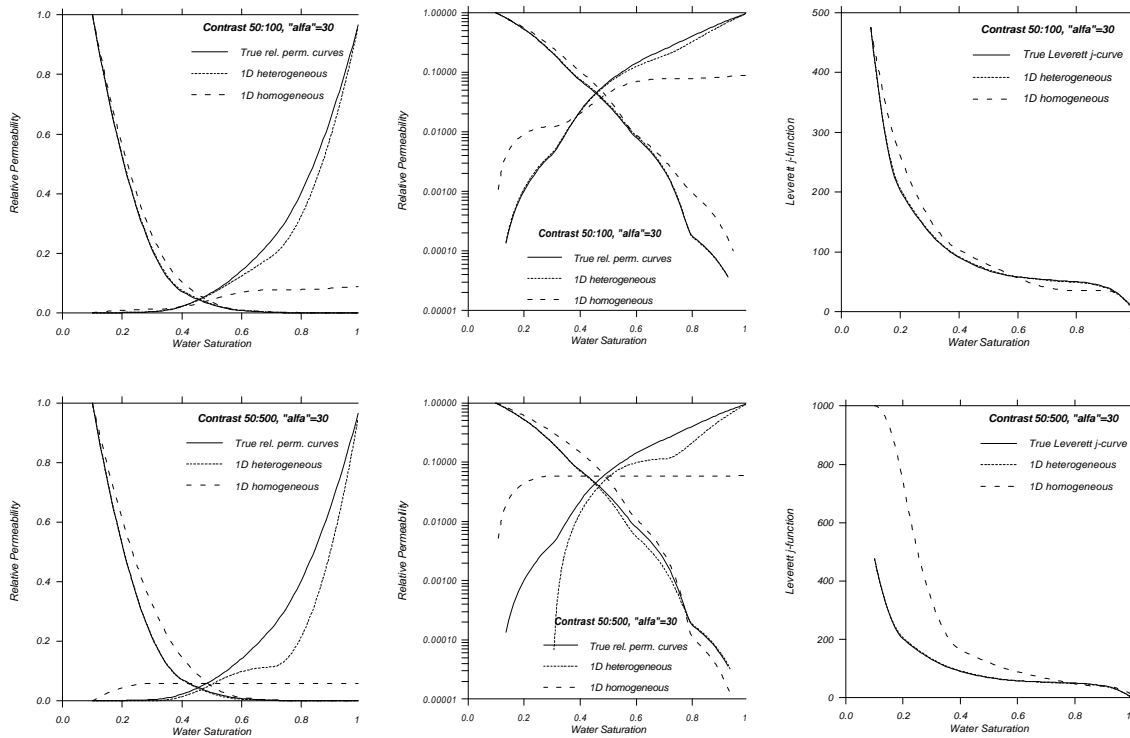 Contrast 50:100, "alfa"=30
True rel. perm. curves
1D heterogeneous
1D homogeneous
Relative Permeability
1.0
0.8
0.6
0.4
0.2
0.0
0.0 0.2 0.4 0.6 0.8 1
Water Saturation
1.00000
0.10000
0.01000
0.00100
0.00010
0.00001
Relative Permeability
Contrast 50:100, "alfa"=30
True rel. perm. curves
1D heterogeneous
1D homogeneous
0.0 0.2 0.4 0.6 0.8 1
Water Saturation
500
400
300
200
100
0
Leverett j-function
Contrast 50:100, "alfa"=30
True Leverett j-curve
1D heterogeneous
1D homogeneous
0.0 0.2 0.4 0.6 0.8 1
Water Saturation
Contrast 50:500, "alfa"=30
True rel. perm. curves
1D heterogeneous
1D homogeneous
Relative Permeability
1.0
0.8
0.6
0.4
0.2
0.0
0.0 0.2 0.4 0.6 0.8 1
Water Saturation
1.00000
0.10000
0.01000
0.00100
0.00010
0.00001
Relative Permeability
Contrast 50:500, "alfa"=30
True rel. perm. curves
1D heterogeneous
1D homogeneous
0.0 0.2 0.4 0.6 0.8 1
Water Saturation
1000
800
600
400
200
0
Leverett j-function
Contrast 50:500, "alfa"=30
True Leverett j-curve
1D heterogeneous
1D homogeneous
0.0 0.2 0.4 0.6 0.8 1
Water Saturation